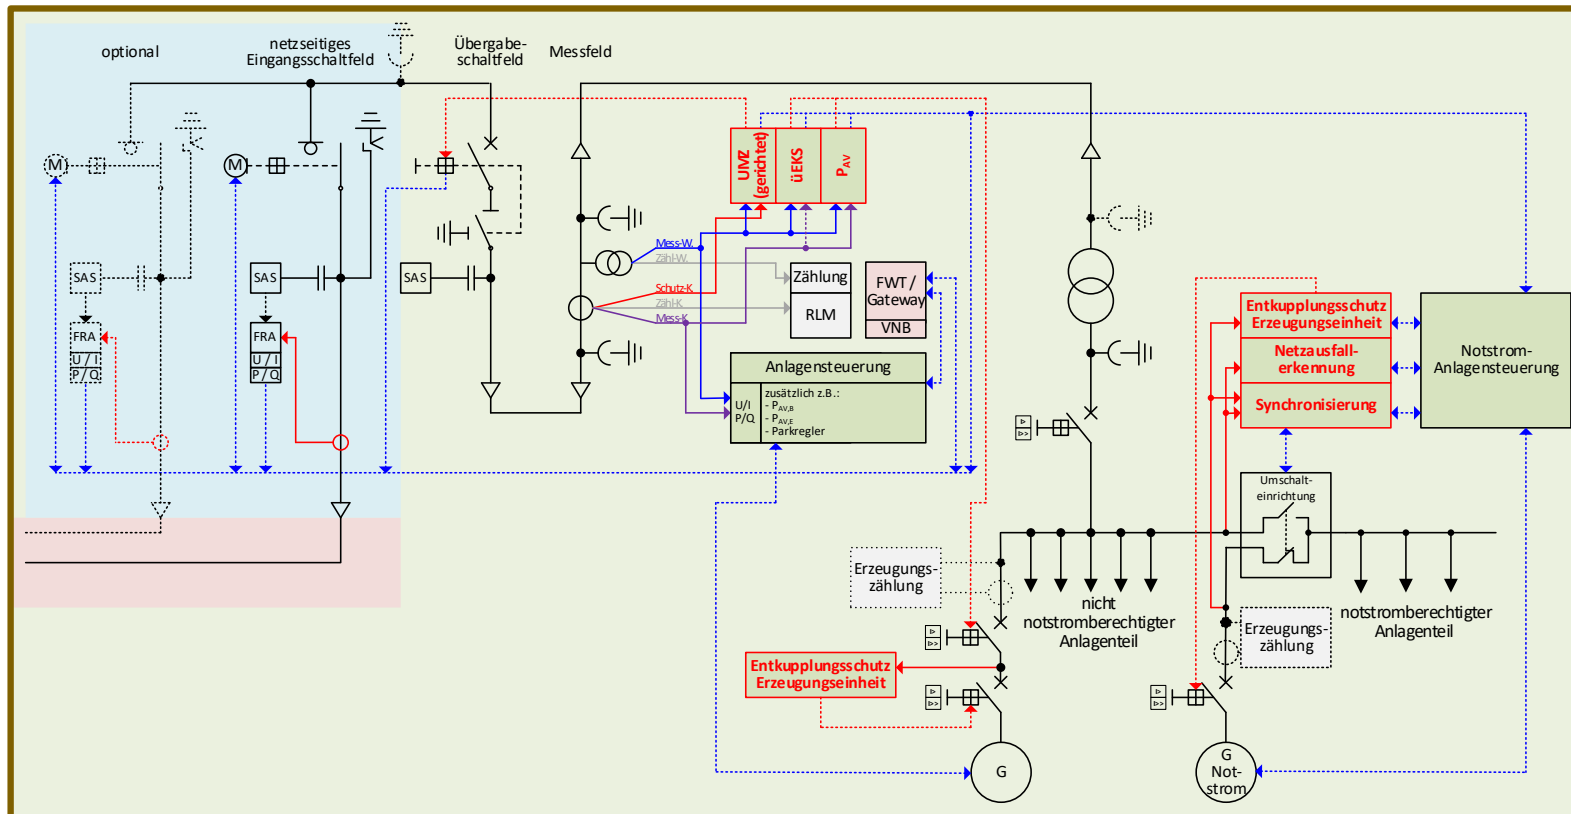 optional
netzseitiges
Eingangsschaltfeld
Übergabe-
schaltfeld
Messfeld
M
M
SAS
SAS
SAS
FRA
U / I
P / Q
FRA
U / I
P / Q
UMZ
(gerichtet)
üEKS
PAV
Mess-W.
Zähl-W.
Schutz-K
Zähl-K.
Mess-K
Zählung
RLM
FWT /
Gateway
VNB
Anlagensteuerung
U/I
P/Q
zusätzlich z.B.:
- PAV,B
- PAV,E
- Parkregler
Entkupplungsschutz
Erzeugungseinheit
Netzausfall-
erkennung
Synchronisierung
Notstrom-
Anlagensteuerung
Umschalt-
einrichtung
Erzeugungs-
zählung
nicht
notstromberechtigter
Anlagenteil
notstromberechtigter
Anlagenteil
Erzeugungs-
zählung
Entkupplungsschutz
Erzeugungseinheit
G
G
Not-
strom